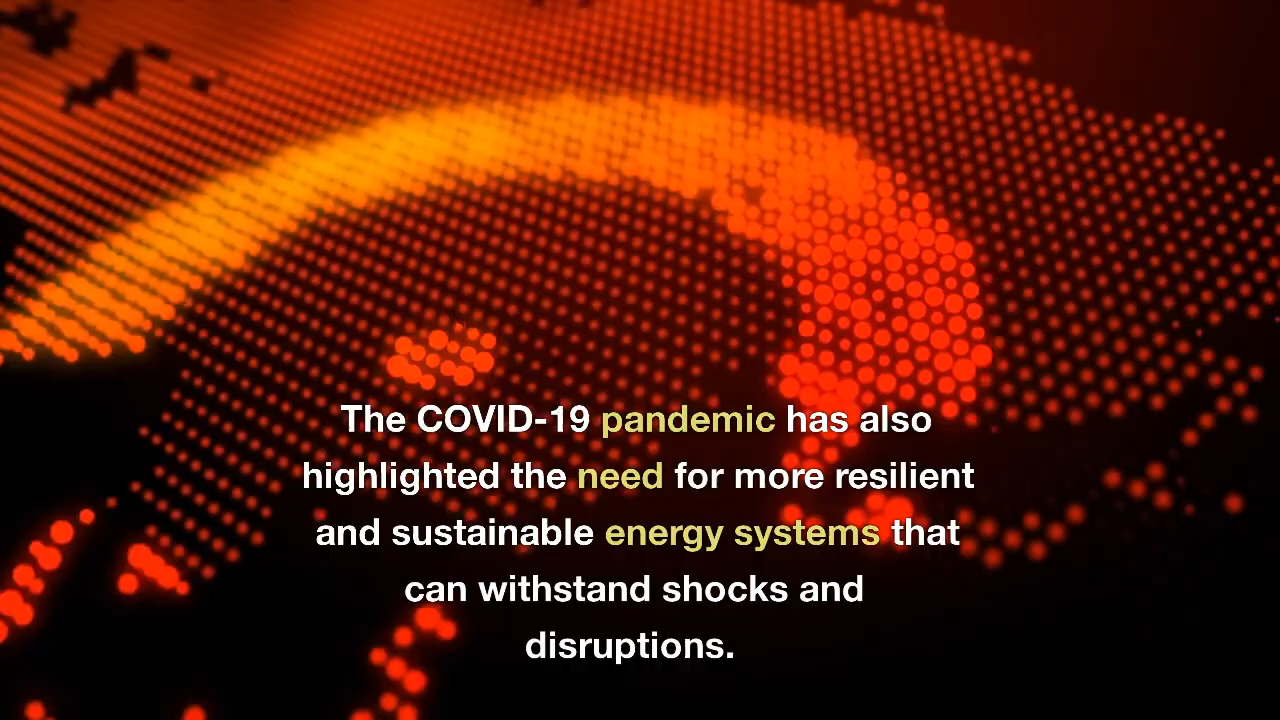 The COVID-19 pandemic has also
highlighted the need for more resilient
and sustainable energy systems that
can withstand shocks and
disruptions.